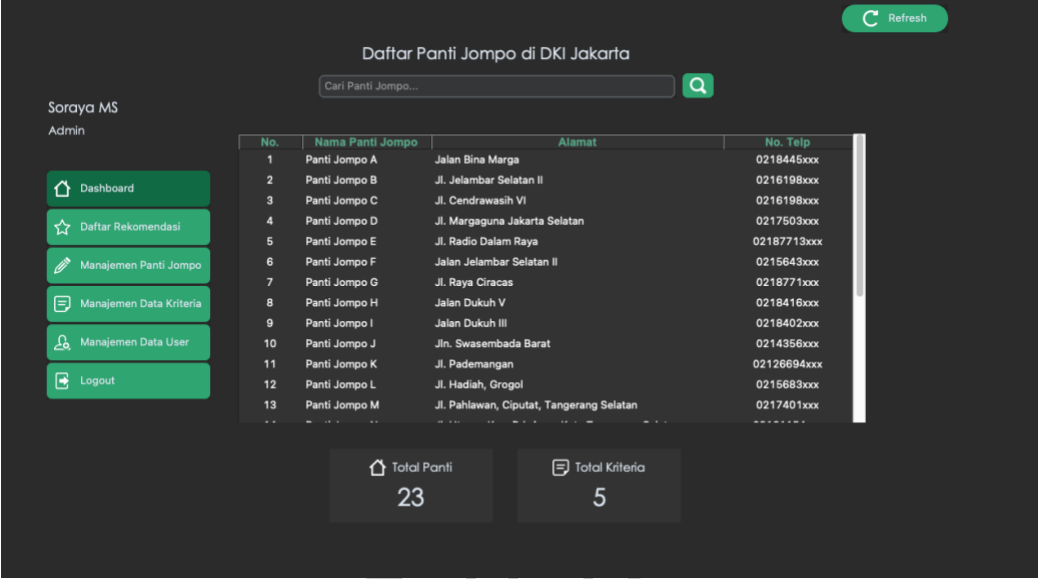 Refresh
Daftar Panti Jompo di DKI Jakarta
Cari Panti Jompo...
Soraya MS
Admin
Dashboard
Daftar Rekomendasi
Manajemen Panti Jompo
Manajemen Data Kriteria
Manajemen Data User
Logout
No. Nama Panti Jompo Alamat No. Telp
1 Panti Jompo A Jalan Bina Marga 0218445xxx
2 Panti Jompo B Jl. Jelambar Selatan II 0216198xxx
3 Panti Jompo C Jl. Cendrawasih VI 0216198xxx
4 Panti Jompo D Jl. Margaguna Jakarta Selatan 0217503xxx
5 Panti Jompo E Jl. Radio Dalam Raya 02187713xxx
6 Panti Jompo F Jalan Jelambar Selatan II 0215643xxx
7 Panti Jompo G Jl. Raya Ciracas 0218771xxx
8 Panti Jompo H Jalan Dukuh V 0218416xxx
9 Panti Jompo I Jalan Dukuh III 0218402xxx
10 Panti Jompo J Jln. Swasembada Barat 0214356xxx
11 Panti Jompo K Jl. Pademangan 02126694xxx
12 Panti Jompo L Jl. Hadiah, Grogol 0215683xxx
13 Panti Jompo M Jl. Pahlawan, Ciputat, Tangerang Selatan 0217401xxx
Total Panti
23
Total Kriteria
5